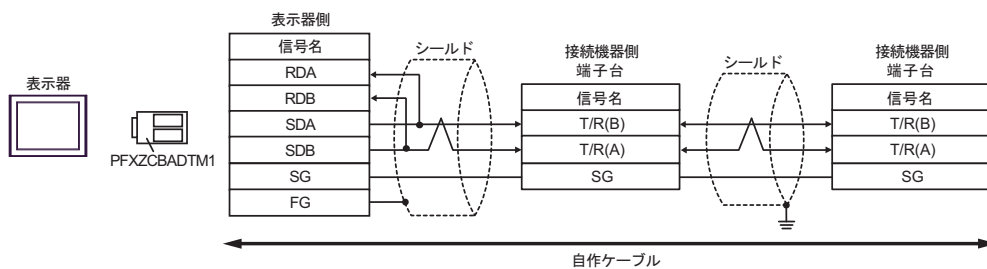 表示器
PFXZCBADTM1
表示器側
信号名
RDA
RDB
SDA
SDB
SG
FG
シールド
接続機器側
端子台
信号名
T/R(B)
T/R(A)
SG
シールド
接続機器側
端子台
信号名
T/R(B)
T/R(A)
SG
自作ケーブル